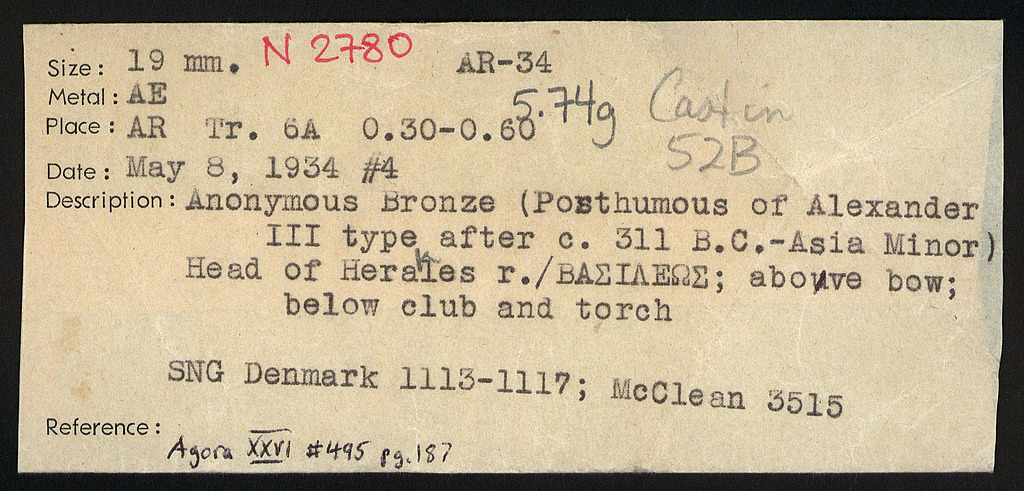 Size: 19 mm. N 2780 AR-34
Metal: AE 5.74g Cast in
Place: AR Tr. 6A 0.30-0.60 52B
Date: May 8, 1934 #4
Description: Anonymous Bronze (Posthumous of Alexander
III type after c. 311 B.C.-Asia Minor)
Head of Herakles r./ΒΑΣΙΛΕΩΣ; above bow;
below club and torch
SNG Denmark 1113-1117; McClean 3515
Reference:
Agora XXVI #495 pg.187